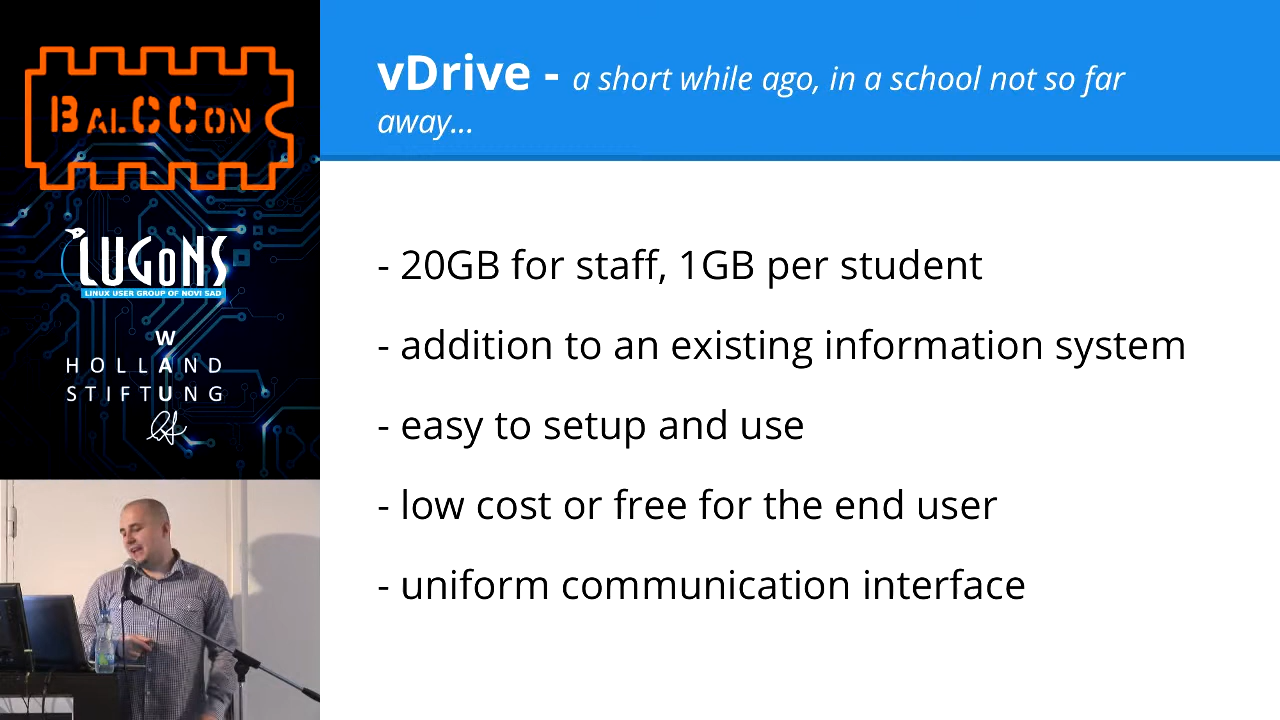 BALCCON
LUGONS
LINUX USER GROUP OF NOVI SAD
W
HOLLAND
STIFTUNG
vDrive - a short while ago, in a school not so far
away...
- 20GB for staff, 1GB per student
- addition to an existing information system
- easy to setup and use
- low cost or free for the end user
- uniform communication interface